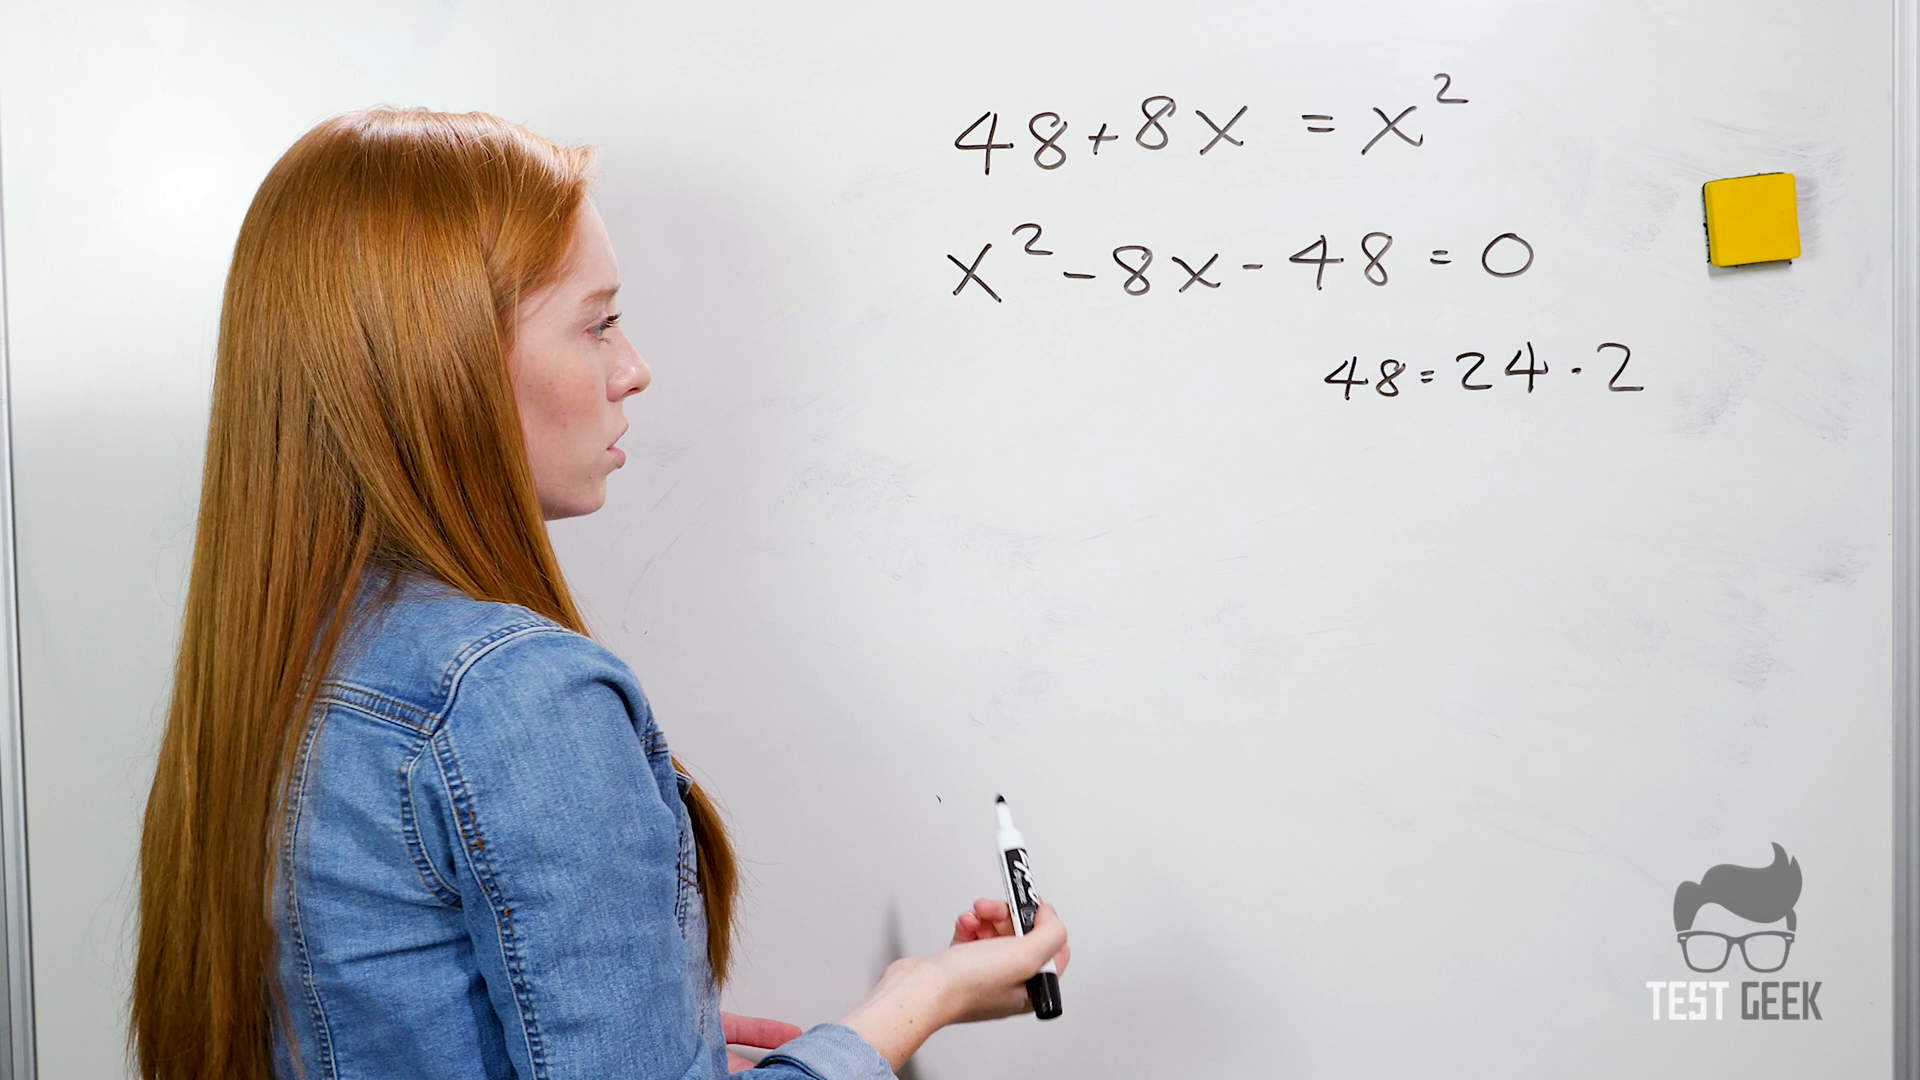 48+8x = x²
x² - 8x - 48 = 0
48 = 24 · 2
TEST GEEK